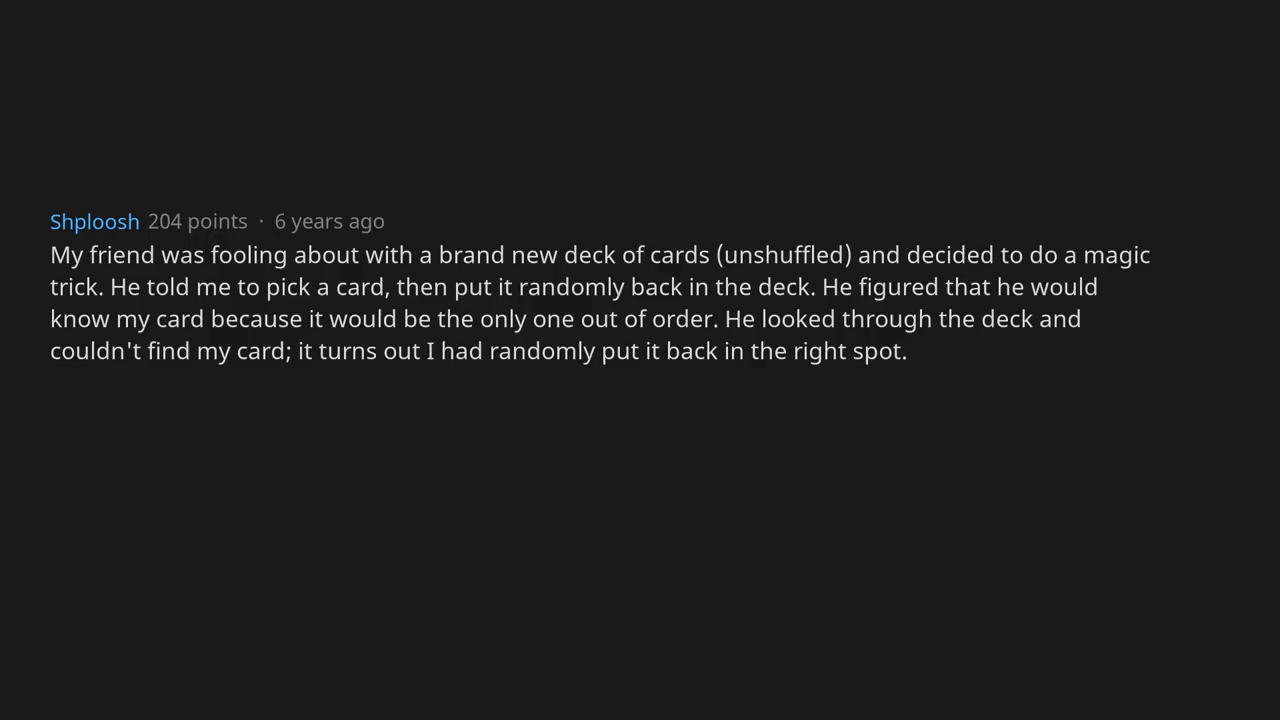 Shploosh 204 points · 6 years ago
My friend was fooling about with a brand new deck of cards (unshuffled) and decided to do a magic
trick. He told me to pick a card, then put it randomly back in the deck. He figured that he would
know my card because it would be the only one out of order. He looked through the deck and
couldn't find my card; it turns out I had randomly put it back in the right spot.